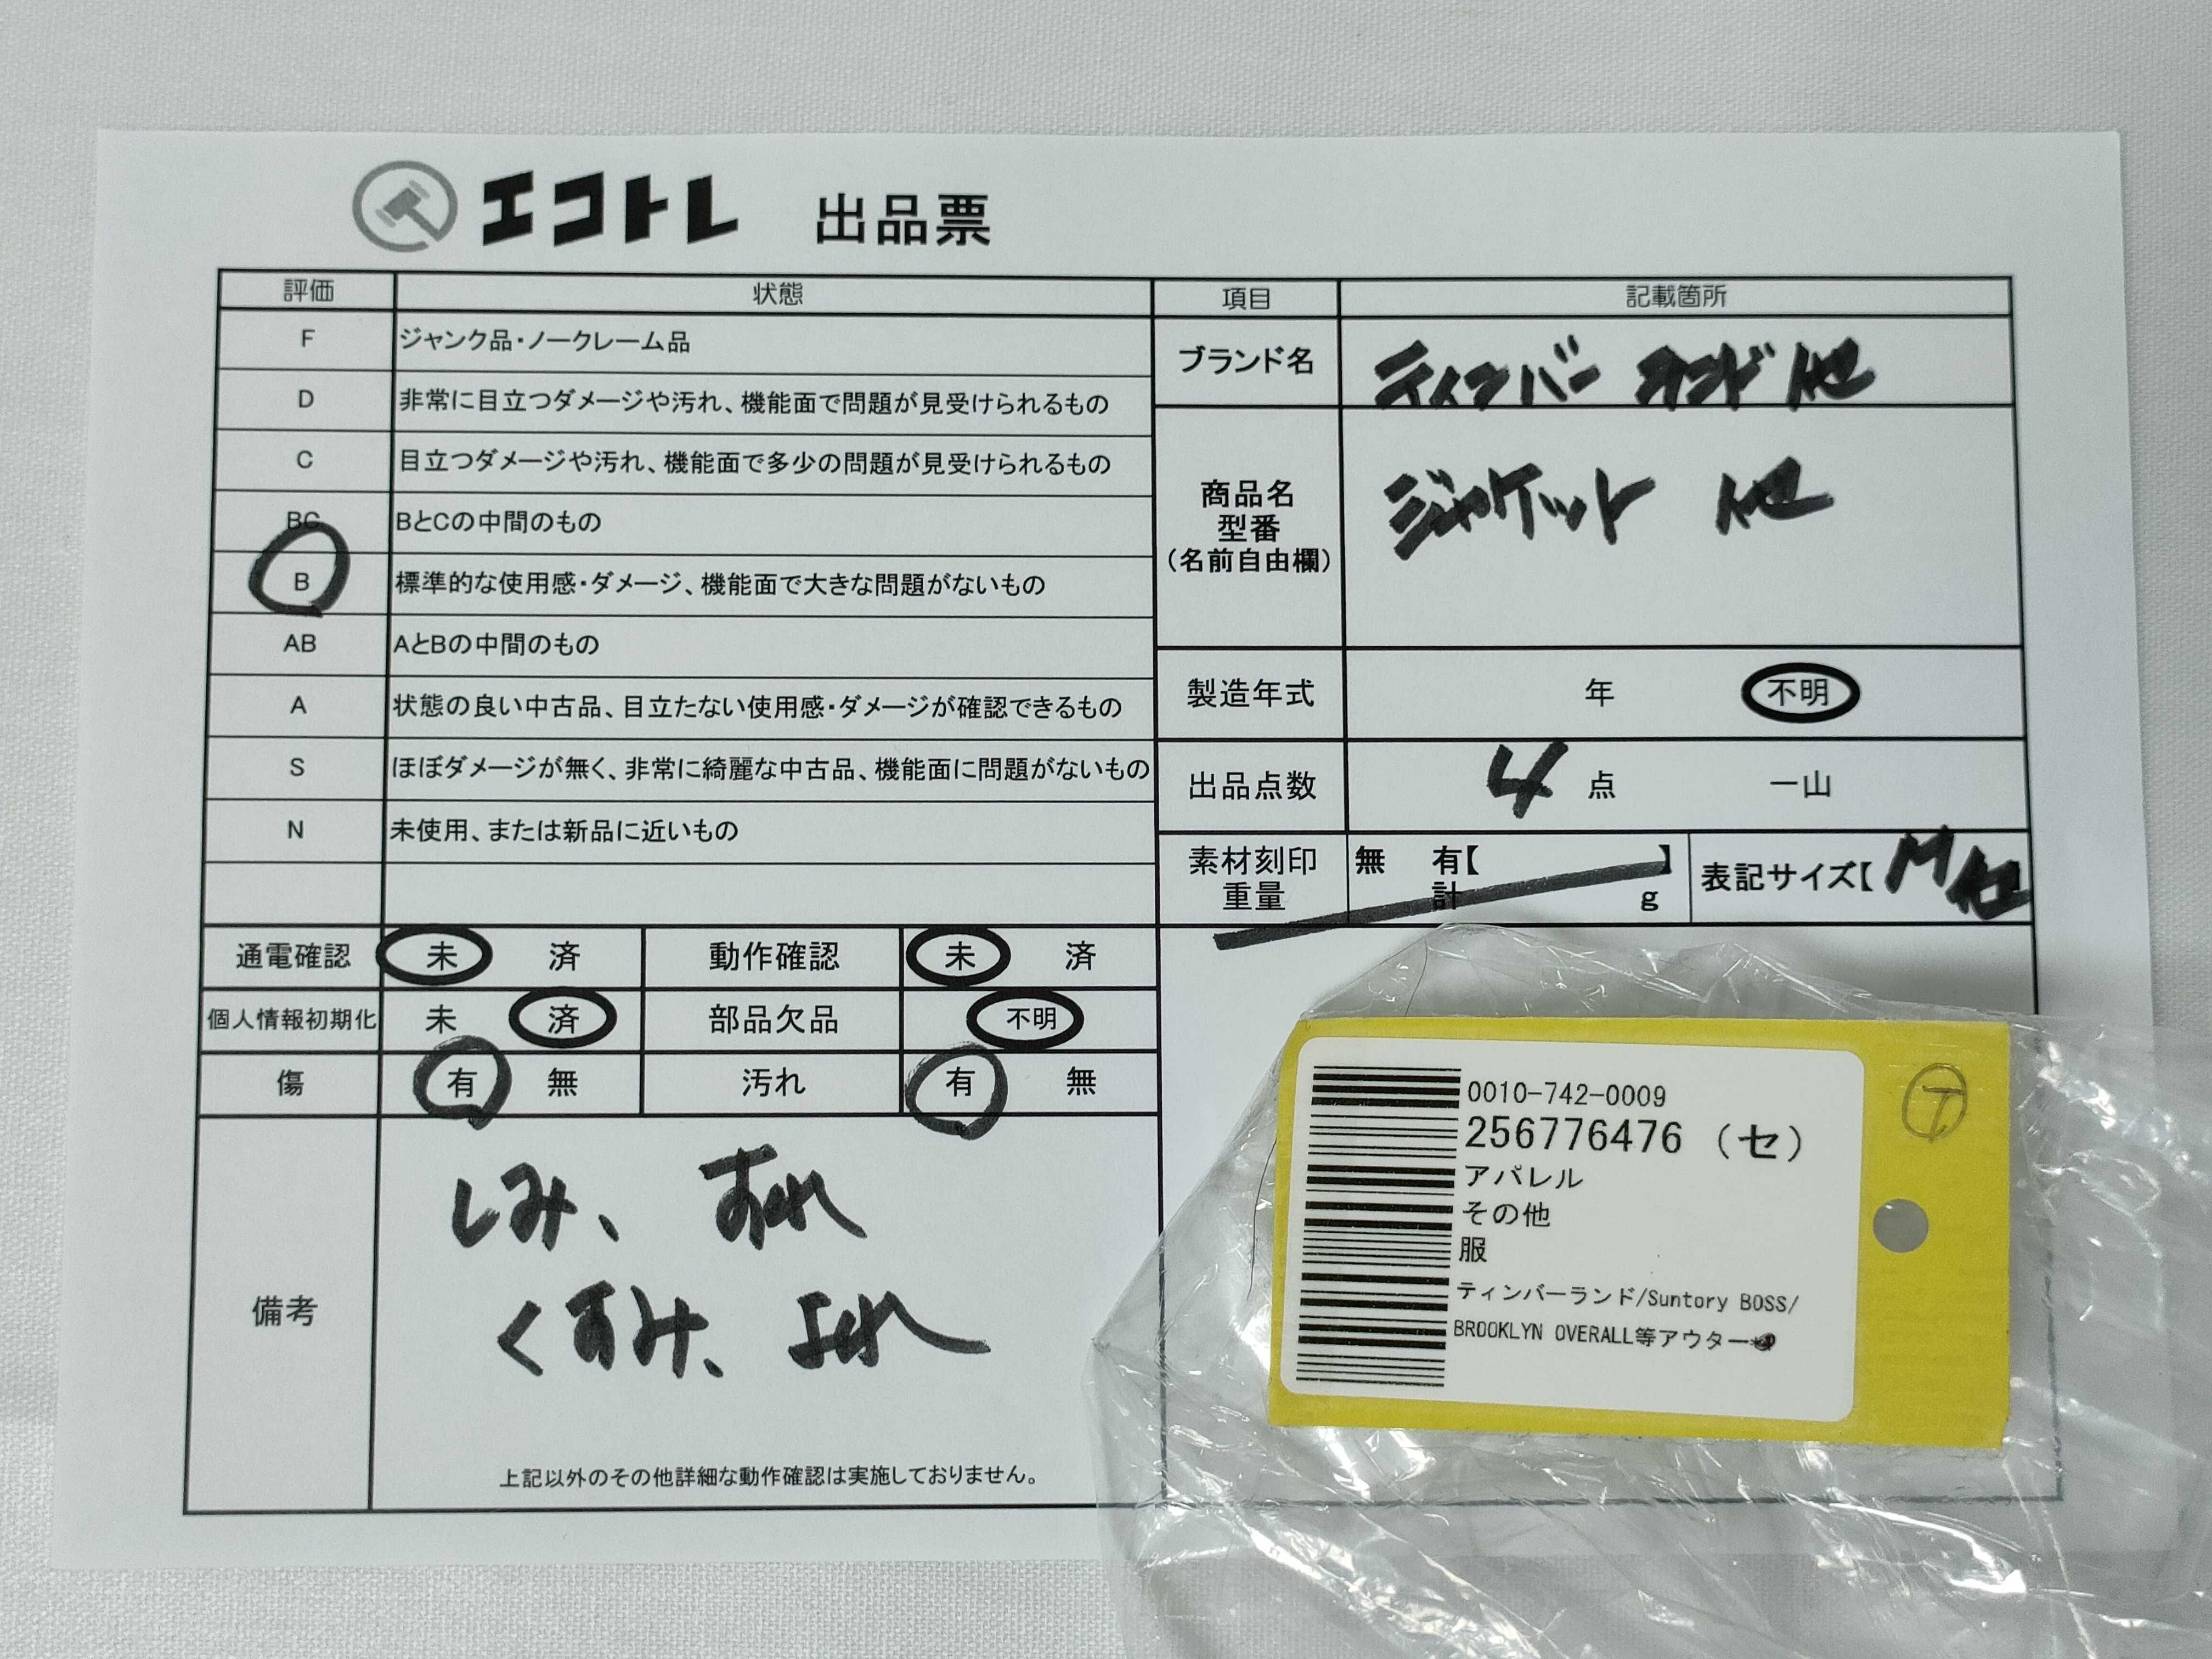 エコトレ 出品票
評価 状態 項目 記載箇所
F ジャンク品・ノークレーム品
D 非常に目立つダメージや汚れ、機能面で問題が見受けられるもの
C 目立つダメージや汚れ、機能面で多少の問題が見受けられるもの
BC BとCの中間のもの
B 標準的な使用感・ダメージ、機能面で大きな問題がないもの
AB AとBの中間のもの
A 状態の良い中古品、目立たない使用感・ダメージが確認できるもの
S ほぼダメージが無く、非常に綺麗な中古品、機能面に問題がないもの
N 未使用、または新品に近いもの
ブランド名 ティンバーランド 他
商品名
型番
(名前自由欄)
ジャケット 他
製造年式 年 不明
出品点数 4 点 一山
素材刻印 無 有【 】
重量 計 g
表記サイズ【 M 他
通電確認 未 済 動作確認 未 済
個人情報初期化 未 済 部品欠品 不明
傷 有 無 汚れ 有 無
備考
しみ、すれ
くすみ、よれ
上記以外のその他詳細な動作確認は実施しておりません。
0010-742-0009
256776476 (セ)
アパレル
その他
服
ティンバーランド/Suntory BOSS/
BROOKLYN OVERALL等アウター